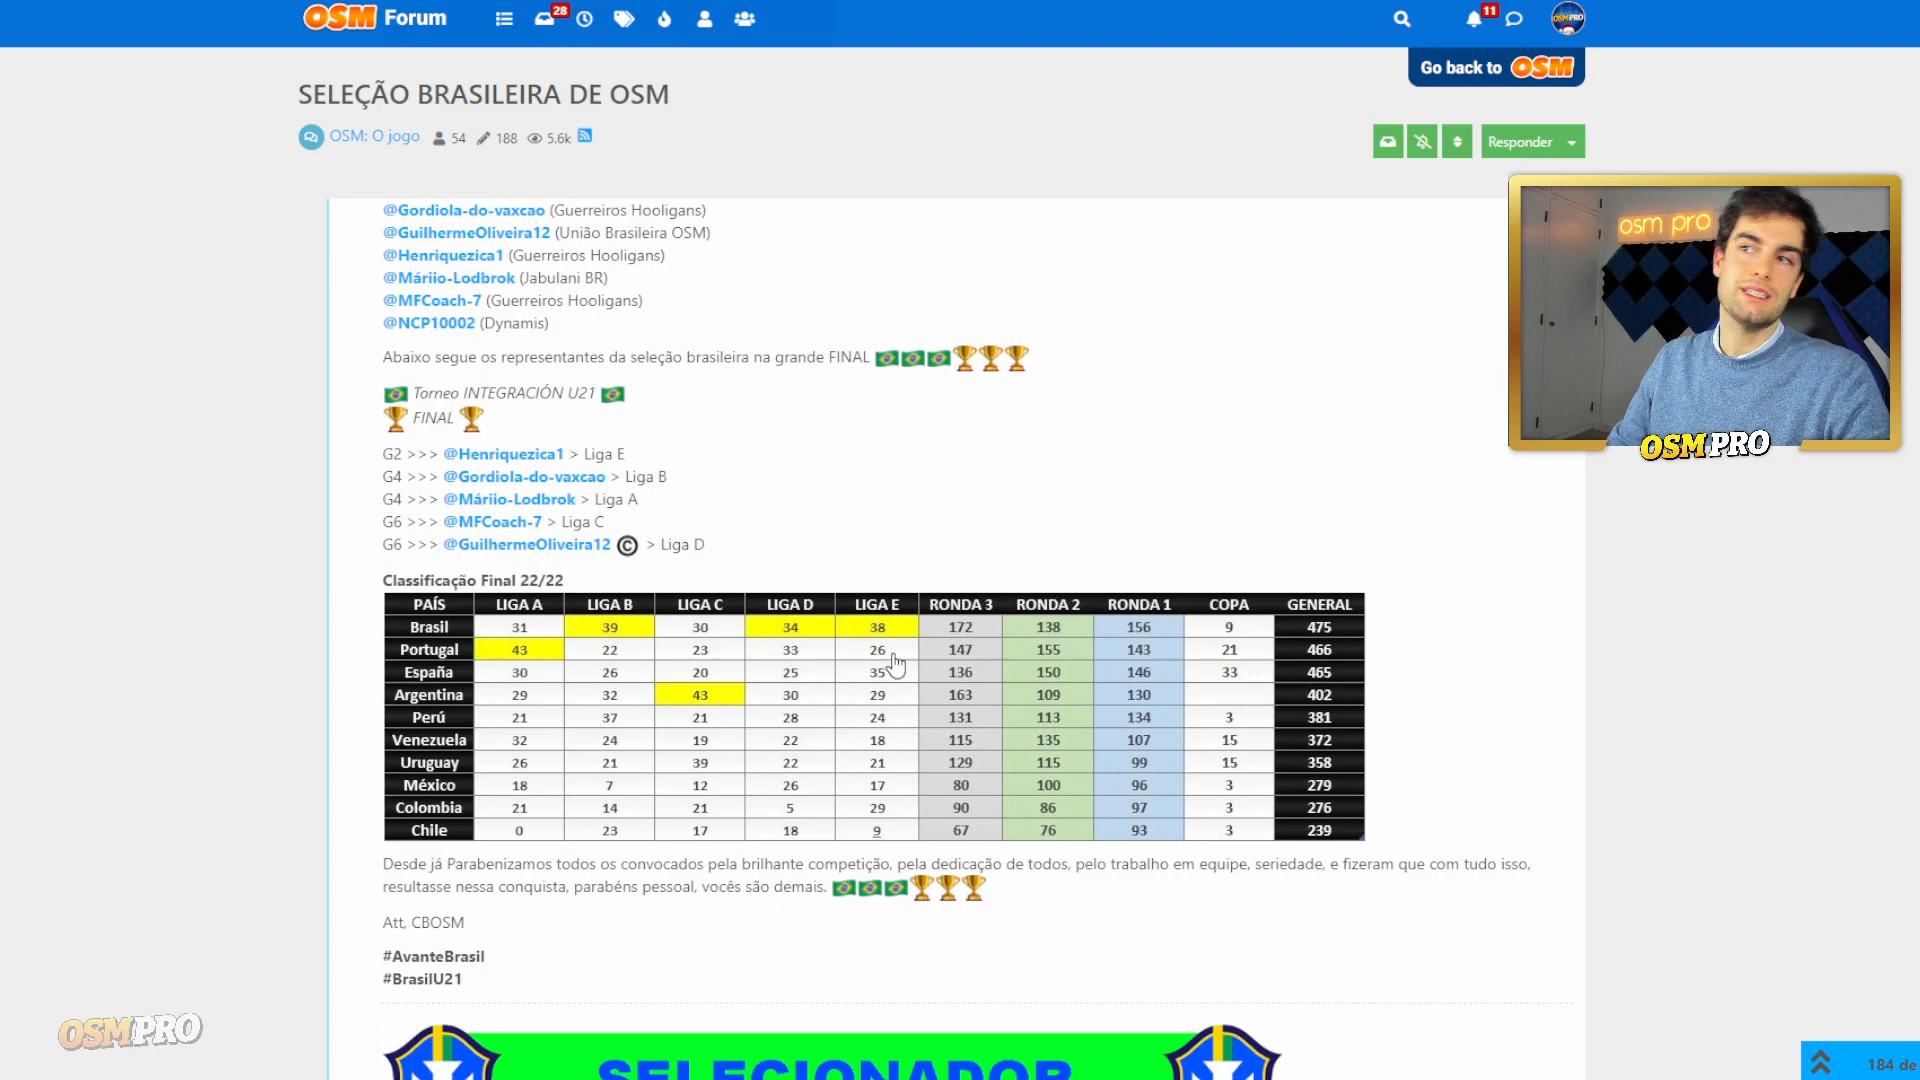 OSM Forum
28
11
OSMPRO
Go back to OSM
SELEÇÃO BRASILEIRA DE OSM
OSM: O jogo 54 188 5.6k
Responder
@Gordiola-do-vaxcao (Guerreiros Hooligans)
@GuilhermeOliveira12 (União Brasileira OSM)
@Henriquezica1 (Guerreiros Hooligans)
@Máriio-Lodbrok (Jabulani BR)
@MFCoach-7 (Guerreiros Hooligans)
@NCP10002 (Dynamis)
osm pro
OSMPRO
Abaixo segue os representantes da seleção brasileira na grande FINAL 🇧🇷🇧🇷🇧🇷🏆🏆🏆
🇧🇷 Torneo INTEGRACIÓN U21 🇧🇷
🏆 FINAL 🏆
G2 >>> @Henriquezica1 > Liga E
G4 >>> @Gordiola-do-vaxcao > Liga B
G4 >>> @Máriio-Lodbrok > Liga A
G6 >>> @MFCoach-7 > Liga C
G6 >>> @GuilhermeOliveira12 © > Liga D
Classificação Final 22/22
PAÍS LIGA A LIGA B LIGA C LIGA D LIGA E RONDA 3 RONDA 2 RONDA 1 COPA GENERAL
Brasil 31 39 30 34 38 172 138 156 9 475
Portugal 43 22 23 33 26 147 155 143 21 466
España 30 26 20 25 35 136 150 146 33 465
Argentina 29 32 43 30 29 163 109 130 402
Perú 21 37 21 28 24 131 113 134 3 381
Venezuela 32 24 19 22 18 115 135 107 15 372
Uruguay 26 21 39 22 21 129 115 99 15 358
México 18 7 12 26 17 80 100 96 3 279
Colombia 21 14 21 5 29 90 86 97 3 276
Chile 0 23 17 18 9 67 76 93 3 239
Desde já Parabenizamos todos os convocados pela brilhante competição, pela dedicação de todos, pelo trabalho em equipe, seriedade, e fizeram que com tudo isso,
resultasse nessa conquista, parabéns pessoal, vocês são demais. 🇧🇷🇧🇷🇧🇷🏆🏆🏆
Att, CBOSM
#AvanteBrasil
#BrasilU21
OSMPRO
SELECIONADOR
184 de